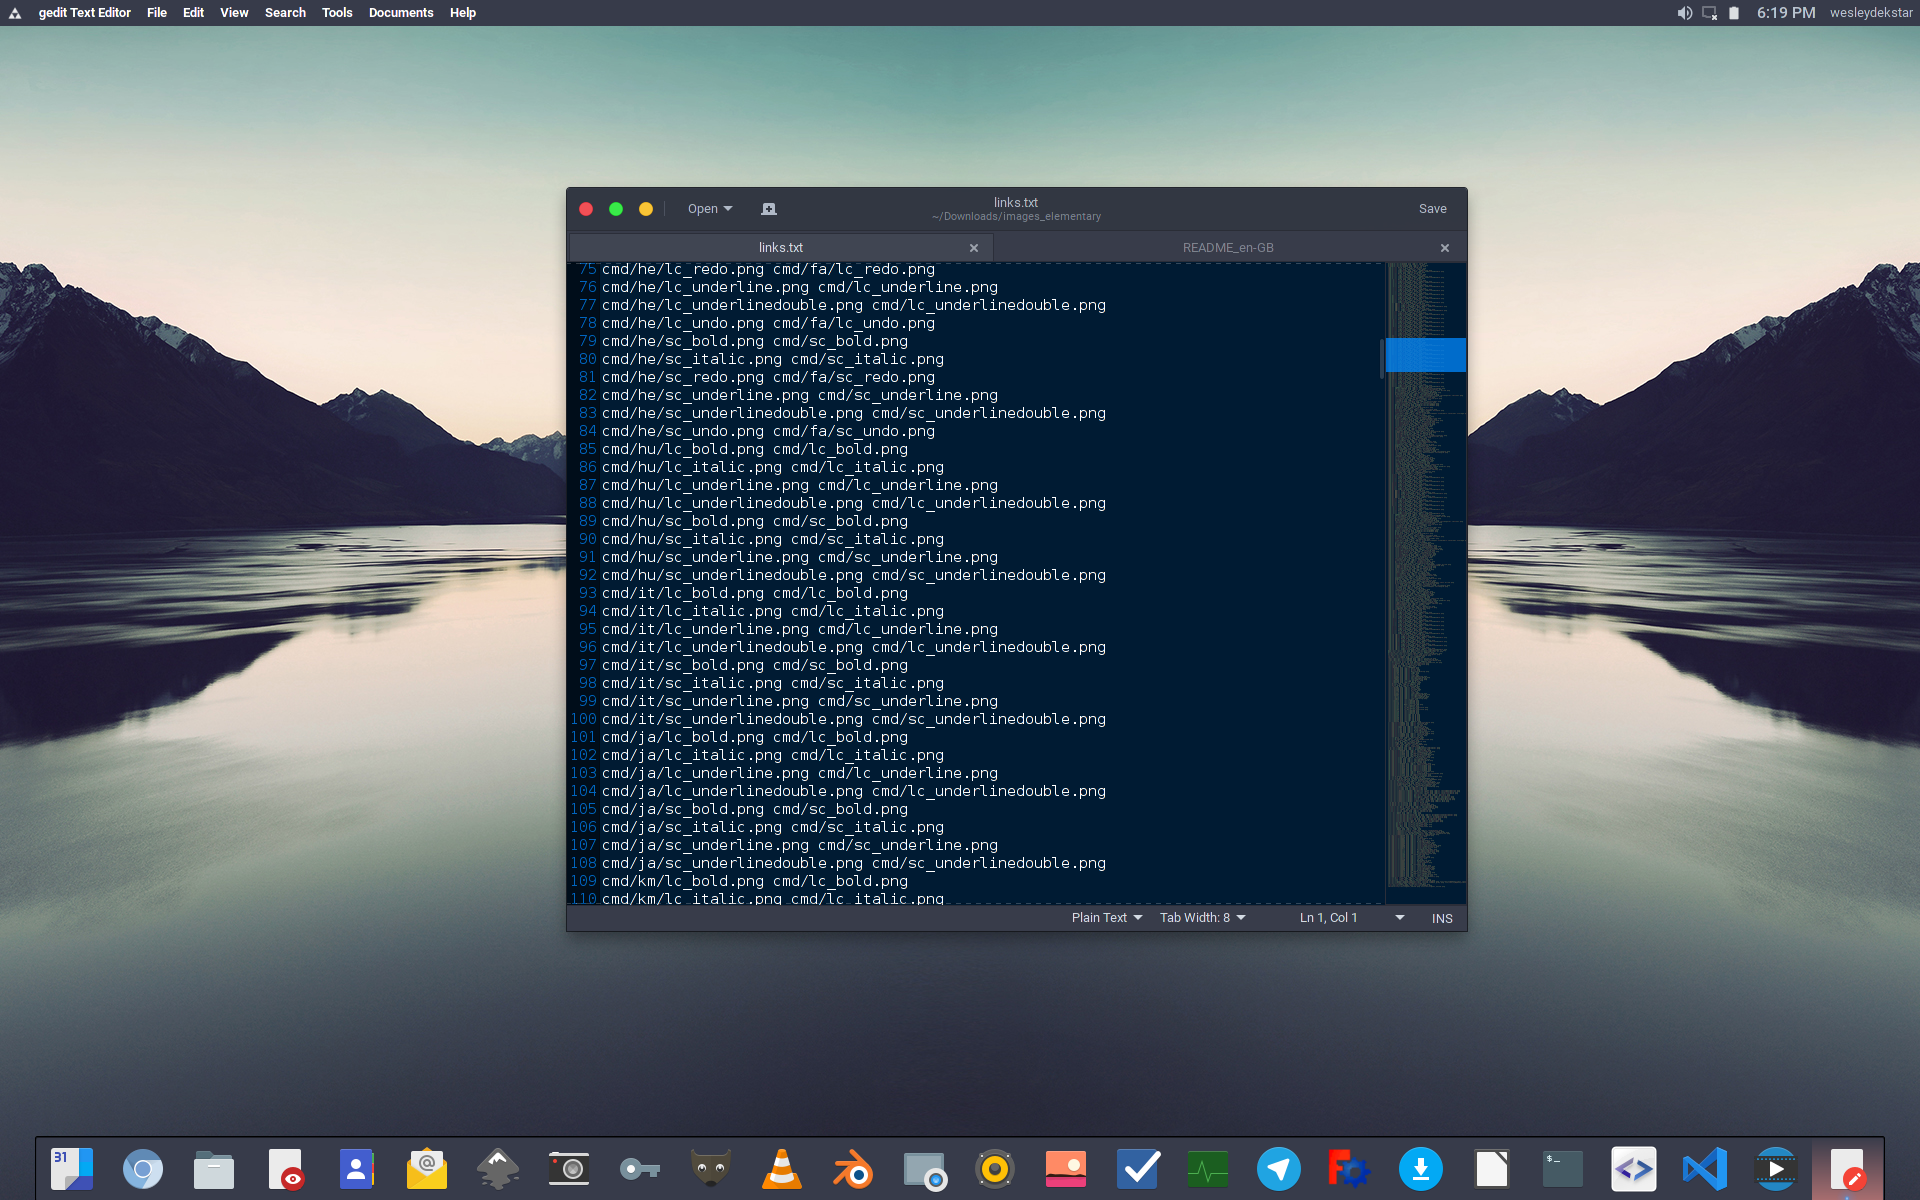 gedit Text Editor File Edit View Search Tools Documents Help 6:19 PM wesleydekstar
Open links.txt Save
~/Downloads/images_elementary
links.txt README_en-GB
75 cmd/he/lc_redo.png cmd/fa/lc_redo.png
76 cmd/he/lc_underline.png cmd/lc_underline.png
77 cmd/he/lc_underlinedouble.png cmd/lc_underlinedouble.png
78 cmd/he/lc_undo.png cmd/fa/lc_undo.png
79 cmd/he/sc_bold.png cmd/sc_bold.png
80 cmd/he/sc_italic.png cmd/sc_italic.png
81 cmd/he/sc_redo.png cmd/fa/sc_redo.png
82 cmd/he/sc_underline.png cmd/sc_underline.png
83 cmd/he/sc_underlinedouble.png cmd/sc_underlinedouble.png
84 cmd/he/sc_undo.png cmd/fa/sc_undo.png
85 cmd/hu/lc_bold.png cmd/lc_bold.png
86 cmd/hu/lc_italic.png cmd/lc_italic.png
87 cmd/hu/lc_underline.png cmd/lc_underline.png
88 cmd/hu/lc_underlinedouble.png cmd/lc_underlinedouble.png
89 cmd/hu/sc_bold.png cmd/sc_bold.png
90 cmd/hu/sc_italic.png cmd/sc_italic.png
91 cmd/hu/sc_underline.png cmd/sc_underline.png
92 cmd/hu/sc_underlinedouble.png cmd/sc_underlinedouble.png
93 cmd/it/lc_bold.png cmd/lc_bold.png
94 cmd/it/lc_italic.png cmd/lc_italic.png
95 cmd/it/lc_underline.png cmd/lc_underline.png
96 cmd/it/lc_underlinedouble.png cmd/lc_underlinedouble.png
97 cmd/it/sc_bold.png cmd/sc_bold.png
98 cmd/it/sc_italic.png cmd/sc_italic.png
99 cmd/it/sc_underline.png cmd/sc_underline.png
100 cmd/it/sc_underlinedouble.png cmd/sc_underlinedouble.png
101 cmd/ja/lc_bold.png cmd/lc_bold.png
102 cmd/ja/lc_italic.png cmd/lc_italic.png
103 cmd/ja/lc_underline.png cmd/lc_underline.png
104 cmd/ja/lc_underlinedouble.png cmd/lc_underlinedouble.png
105 cmd/ja/sc_bold.png cmd/sc_bold.png
106 cmd/ja/sc_italic.png cmd/sc_italic.png
107 cmd/ja/sc_underline.png cmd/sc_underline.png
108 cmd/ja/sc_underlinedouble.png cmd/sc_underlinedouble.png
109 cmd/km/lc_bold.png cmd/lc_bold.png
110 cmd/km/lc_italic.png cmd/lc_italic.png
Plain Text Tab Width: 8 Ln 1, Col 1 INS
31 @ $-